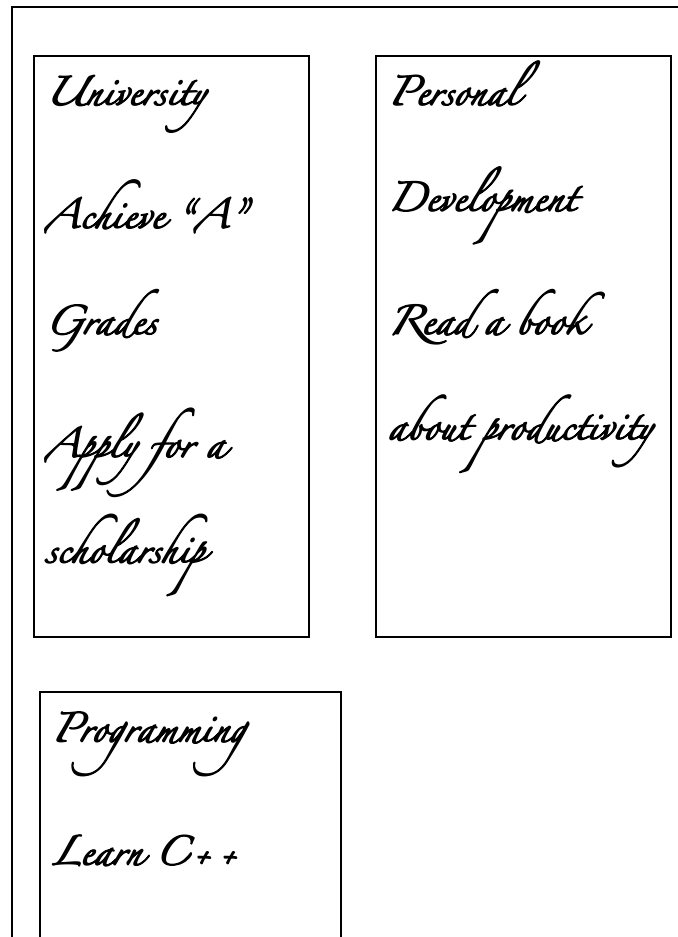 University
Achieve “A”
Grades
Apply for a
scholarship
Personal
Development
Read a book
about productivity
Programming
Learn C++